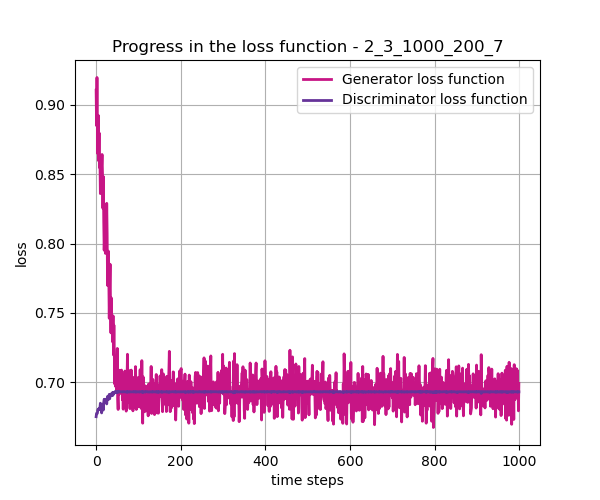 Progress in the loss function - 2_3_1000_200_7
Generator loss function
Discriminator loss function
0.90
0.85
0.80
0.75
0.70
loss
0 200 400 600 800 1000
time steps